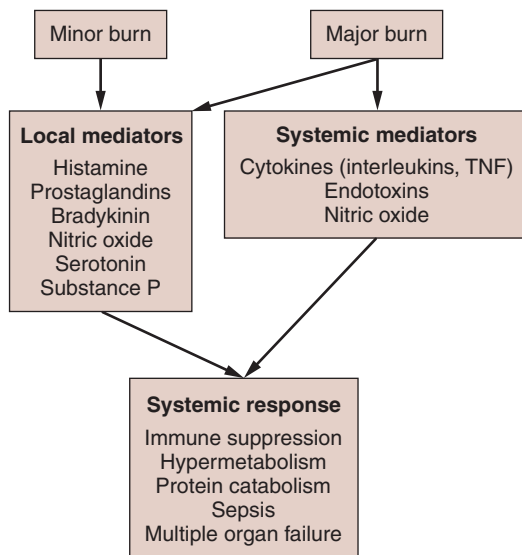 Minor burn
Major burn
Local mediators
Histamine
Prostaglandins
Bradykinin
Nitric oxide
Serotonin
Substance P
Systemic mediators
Cytokines (interleukins, TNF)
Endotoxins
Nitric oxide
Systemic response
Immune suppression
Hypermetabolism
Protein catabolism
Sepsis
Multiple organ failure